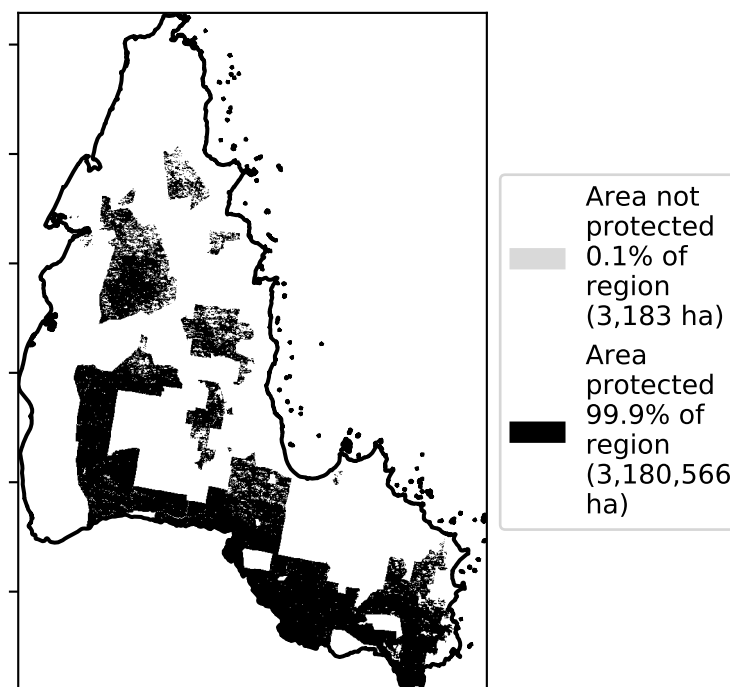 Area not
protected
0.1% of
region
(3,183 ha)
Area
protected
99.9% of
region
(3,180,566
ha)